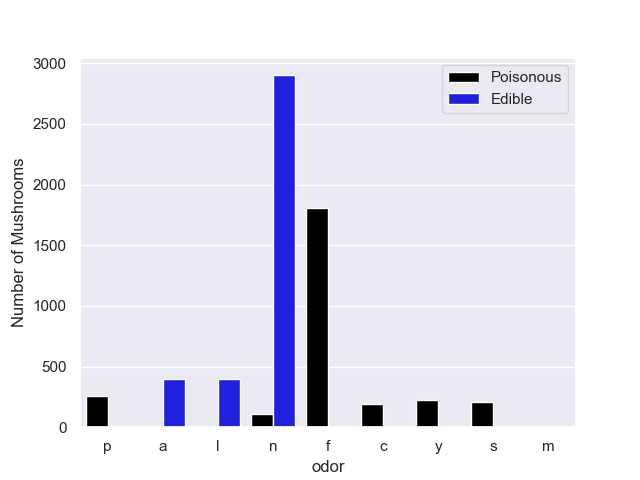 3000
2500
2000
1500
1000
500
0
Number of Mushrooms
Poisonous
Edible
p a l n f c y s m
odor